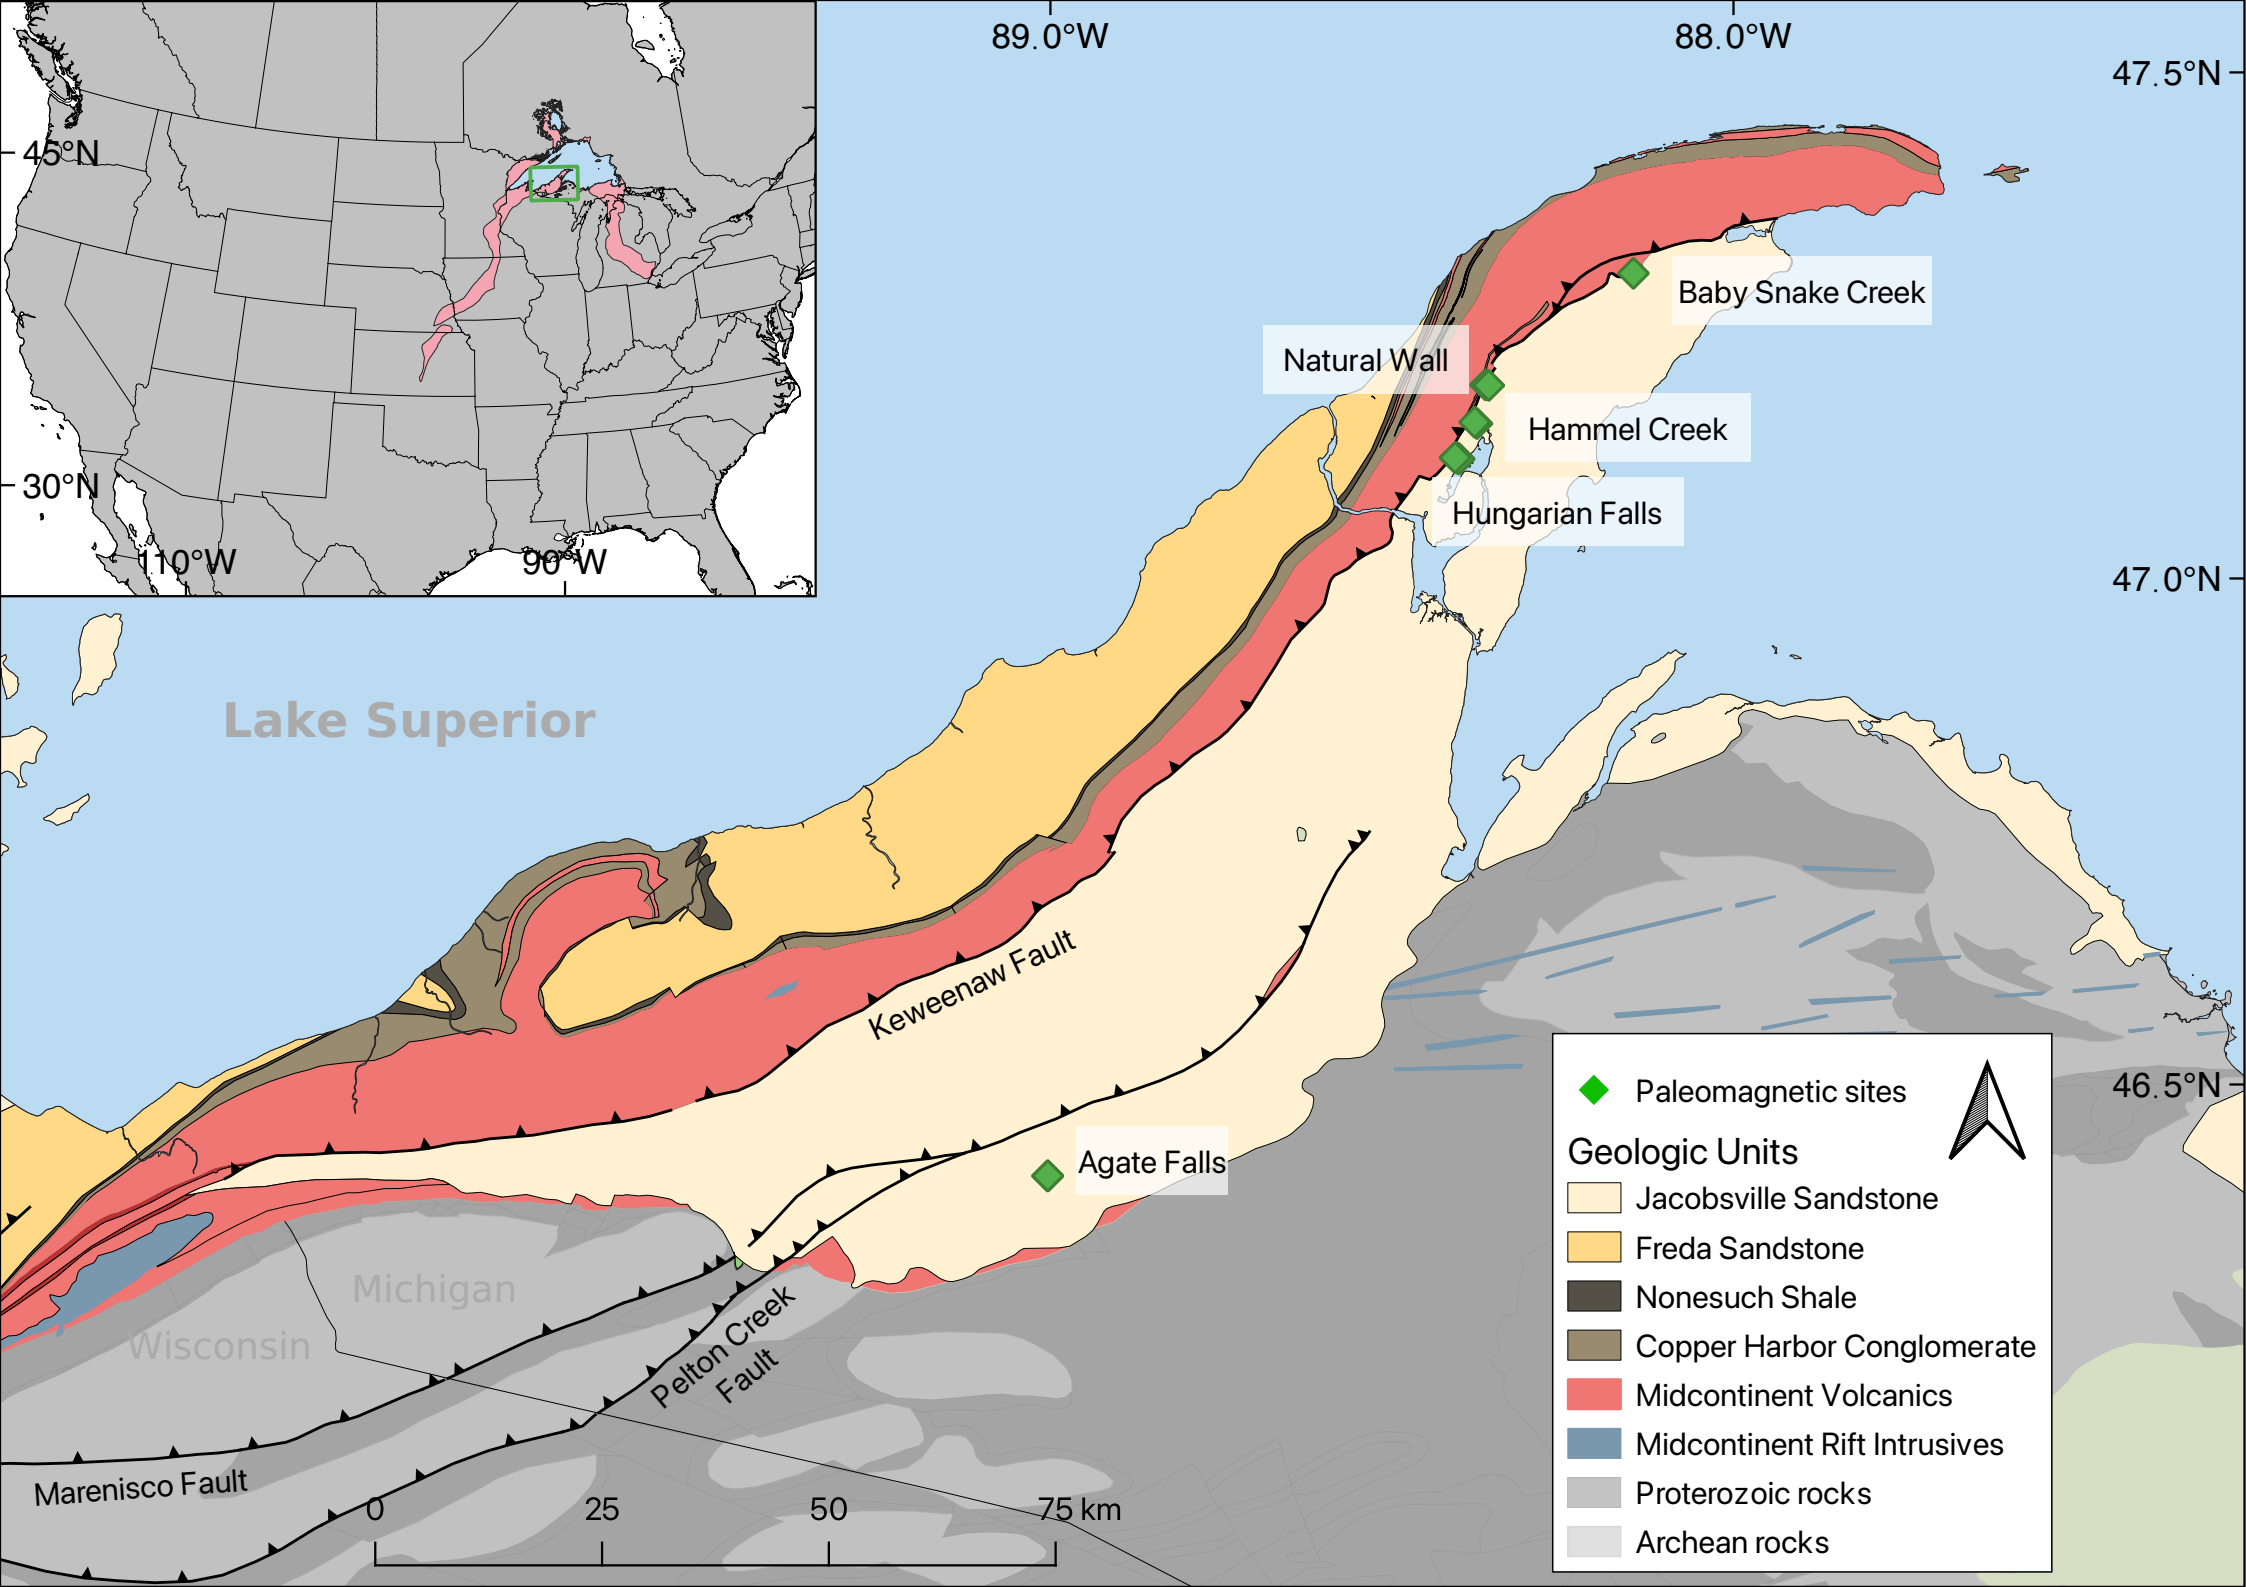 89.0°W
88.0°W
47.5°N
45°N
30°N
110°W
90°W
Baby Snake Creek
Natural Wall
Hammel Creek
Hungarian Falls
47.0°N
Lake Superior
Keweenaw Fault
46.5°N
Agate Falls
Michigan
Wisconsin
Pelton Creek
Fault
Marenisco Fault
0
25
50
75 km
Paleomagnetic sites
Geologic Units
Jacobsville Sandstone
Freda Sandstone
Nonesuch Shale
Copper Harbor Conglomerate
Midcontinent Volcanics
Midcontinent Rift Intrusives
Proterozoic rocks
Archean rocks